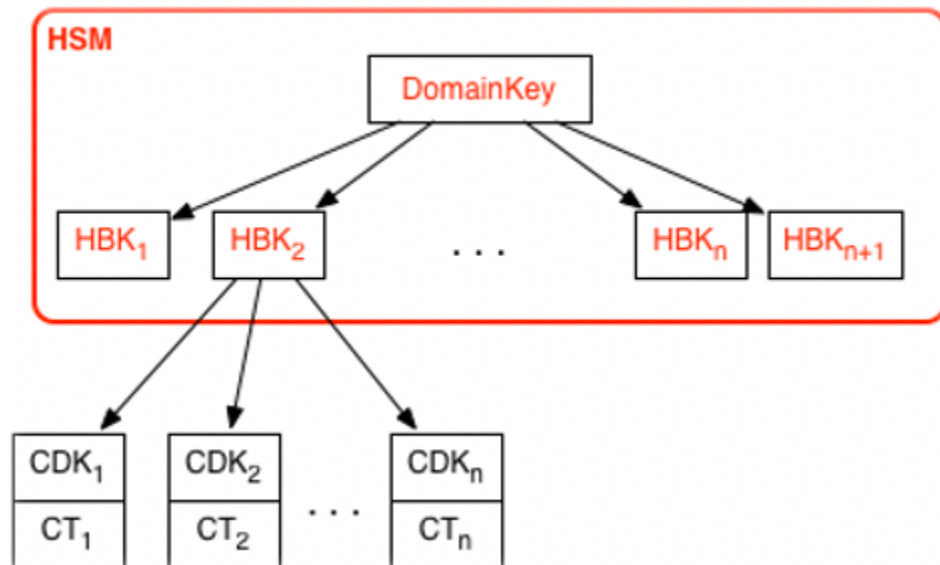 HSM
DomainKey
HBK₁ HBK₂ . . . HBKₙ HBKₙ₊₁
CDK₁ CDK₂ CDKₙ
. . .
CT₁ CT₂ CTₙ